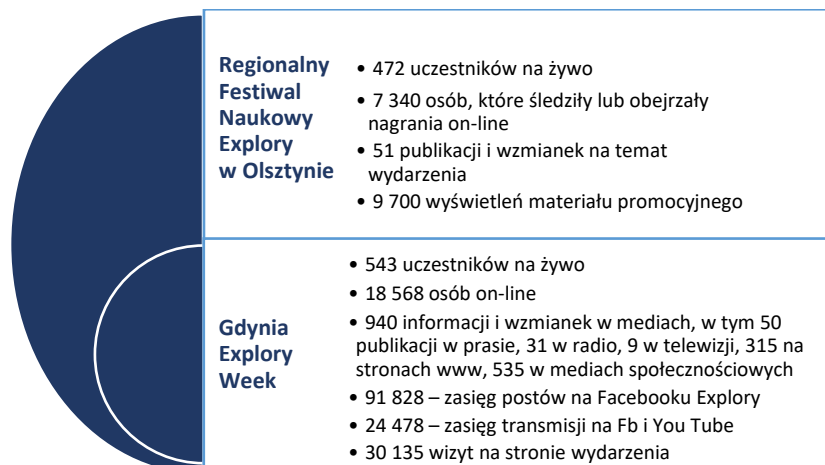 Regionalny
Festiwal
Naukowy
Explory
w Olsztynie
• 472 uczestników na żywo
• 7 340 osób, które śledziły lub obejrzały
nagrania on-line
• 51 publikacji i wzmianek na temat
wydarzenia
• 9 700 wyświetleń materiału promocyjnego
Gdynia
Explory
Week
• 543 uczestników na żywo
• 18 568 osób on-line
• 940 informacji i wzmianek w mediach, w tym 50
publikacji w prasie, 31 w radio, 9 w telewizji, 315 na
stronach www, 535 w mediach społecznościowych
• 91 828 – zasięg postów na Facebooku Explory
• 24 478 – zasięg transmisji na Fb i You Tube
• 30 135 wizyt na stronie wydarzenia